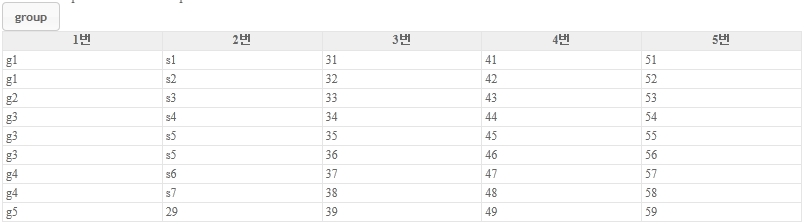 group
1번 2번 3번 4번 5번
g1 s1 31 41 51
g1 s2 32 42 52
g2 s3 33 43 53
g3 s4 34 44 54
g3 s5 35 45 55
g3 s5 36 46 56
g4 s6 37 47 57
g4 s7 38 48 58
g5 29 39 49 59